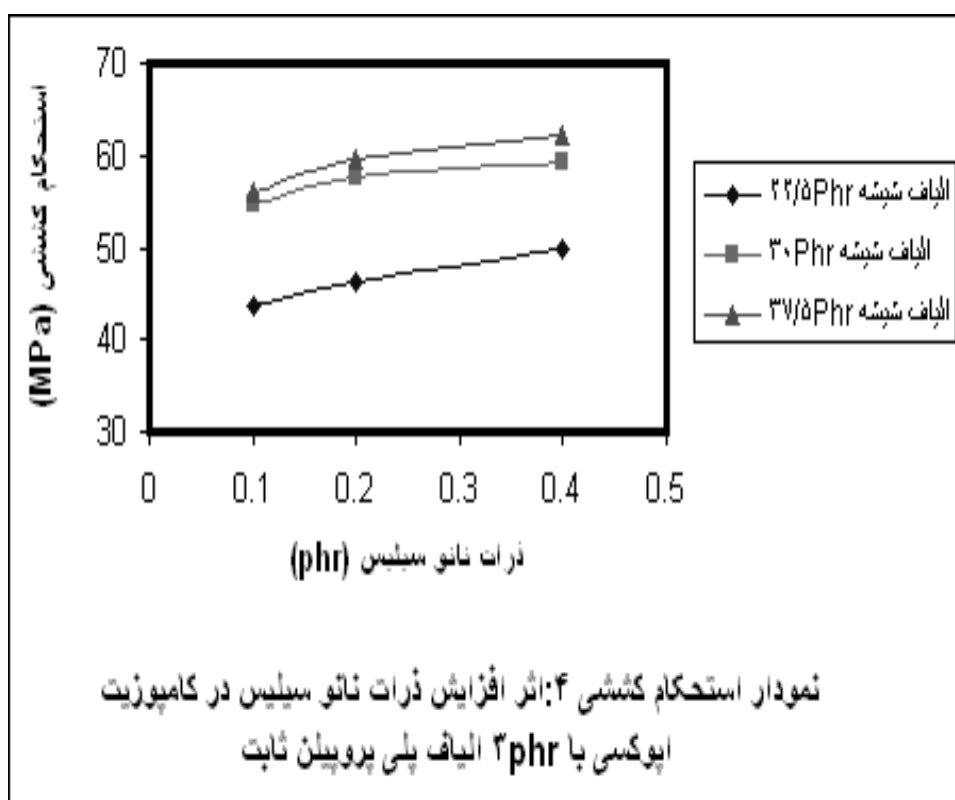 استحکام کششی (MPa)
70
60
50
40
30
0 0.1 0.2 0.3 0.4 0.5
ذرات نانو سیلیس (phr)
الیاف شیشه ۲۲/۵Phr
الیاف شیشه ۳۰Phr
الیاف شیشه ۳۷/۵Phr
نمودار استحکام کششی ۴:اثر افزایش ذرات نانو سیلیس در کامپوزیت
اپوکسی با ۳phr الیاف پلی پروپیلن ثابت